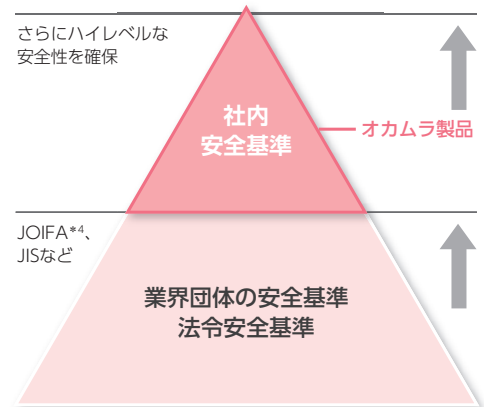 さらにハイレベルな
安全性を確保
社内
安全基準
オカムラ製品
JOIFA*4、
JISなど
業界団体の安全基準
法令安全基準